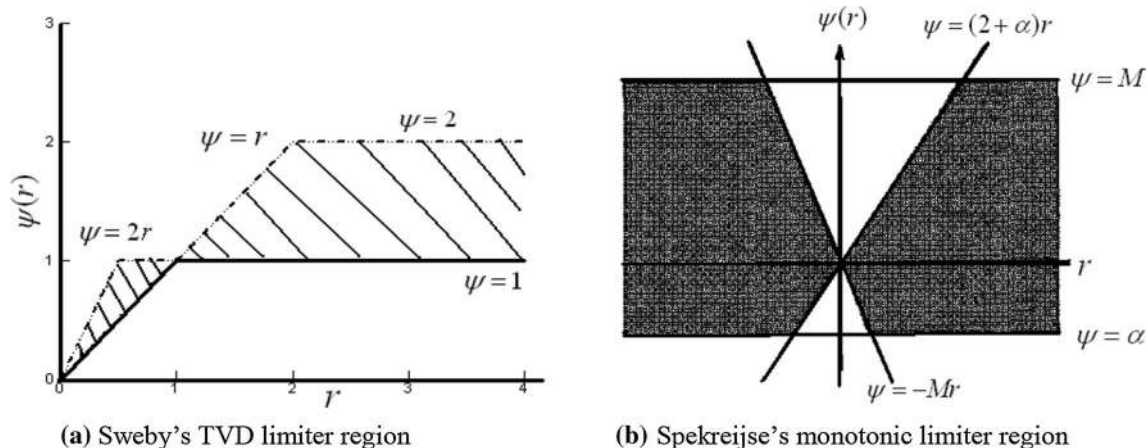 3
2
1
0
0
1
2
3
4
ψ(r)
r
ψ = 2
ψ = r
ψ = 2r
ψ = 1
(a) Sweby's TVD limiter region
ψ(r)
ψ = (2 + α)r
ψ = M
r
ψ = α
ψ = −Mr
(b) Spekreijse's monotonie limiter region